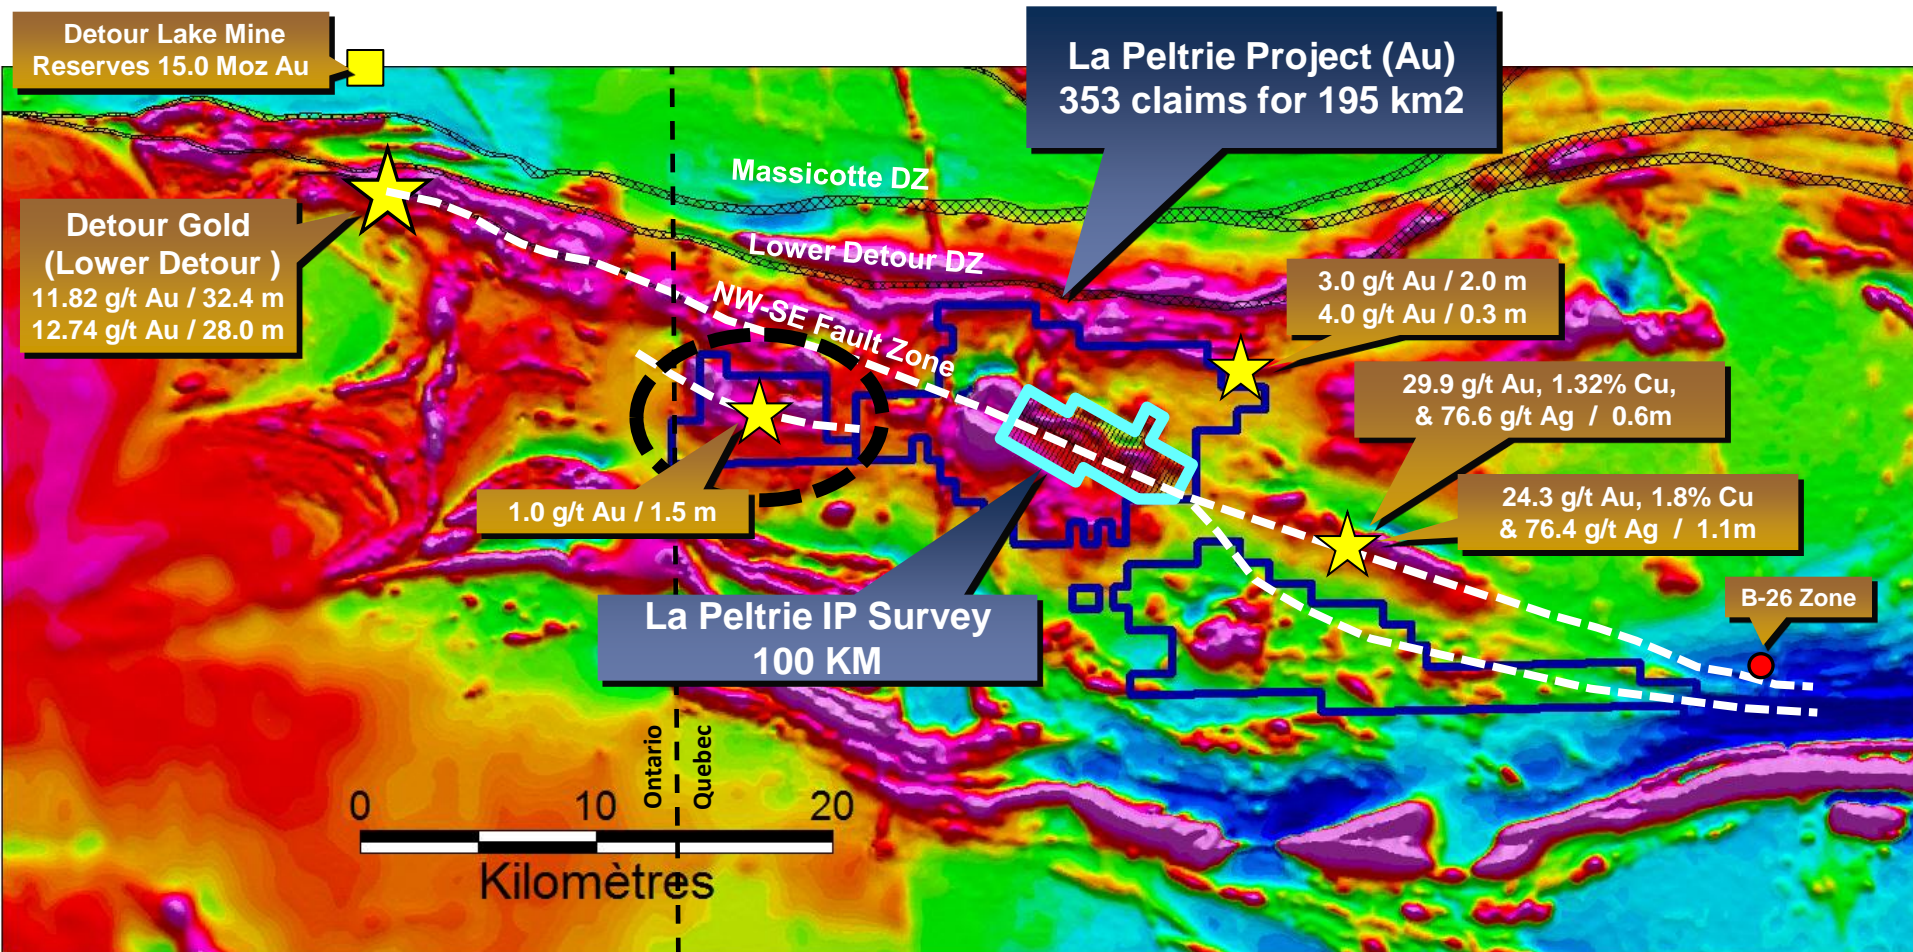 Detour Lake Mine
Reserves 15.0 Moz Au
La Peltrie Project (Au)
353 claims for 195 km2
Massicotte DZ
Detour Gold
(Lower Detour )
11.82 g/t Au / 32.4 m
12.74 g/t Au / 28.0 m
Lower Detour DZ
NW-SE Fault Zone
3.0 g/t Au / 2.0 m
4.0 g/t Au / 0.3 m
29.9 g/t Au, 1.32% Cu,
& 76.6 g/t Ag / 0.6m
1.0 g/t Au / 1.5 m
24.3 g/t Au, 1.8% Cu
& 76.4 g/t Ag / 1.1m
La Peltrie IP Survey
100 KM
B-26 Zone
Ontario
Quebec
0 10 20
Kilomètres